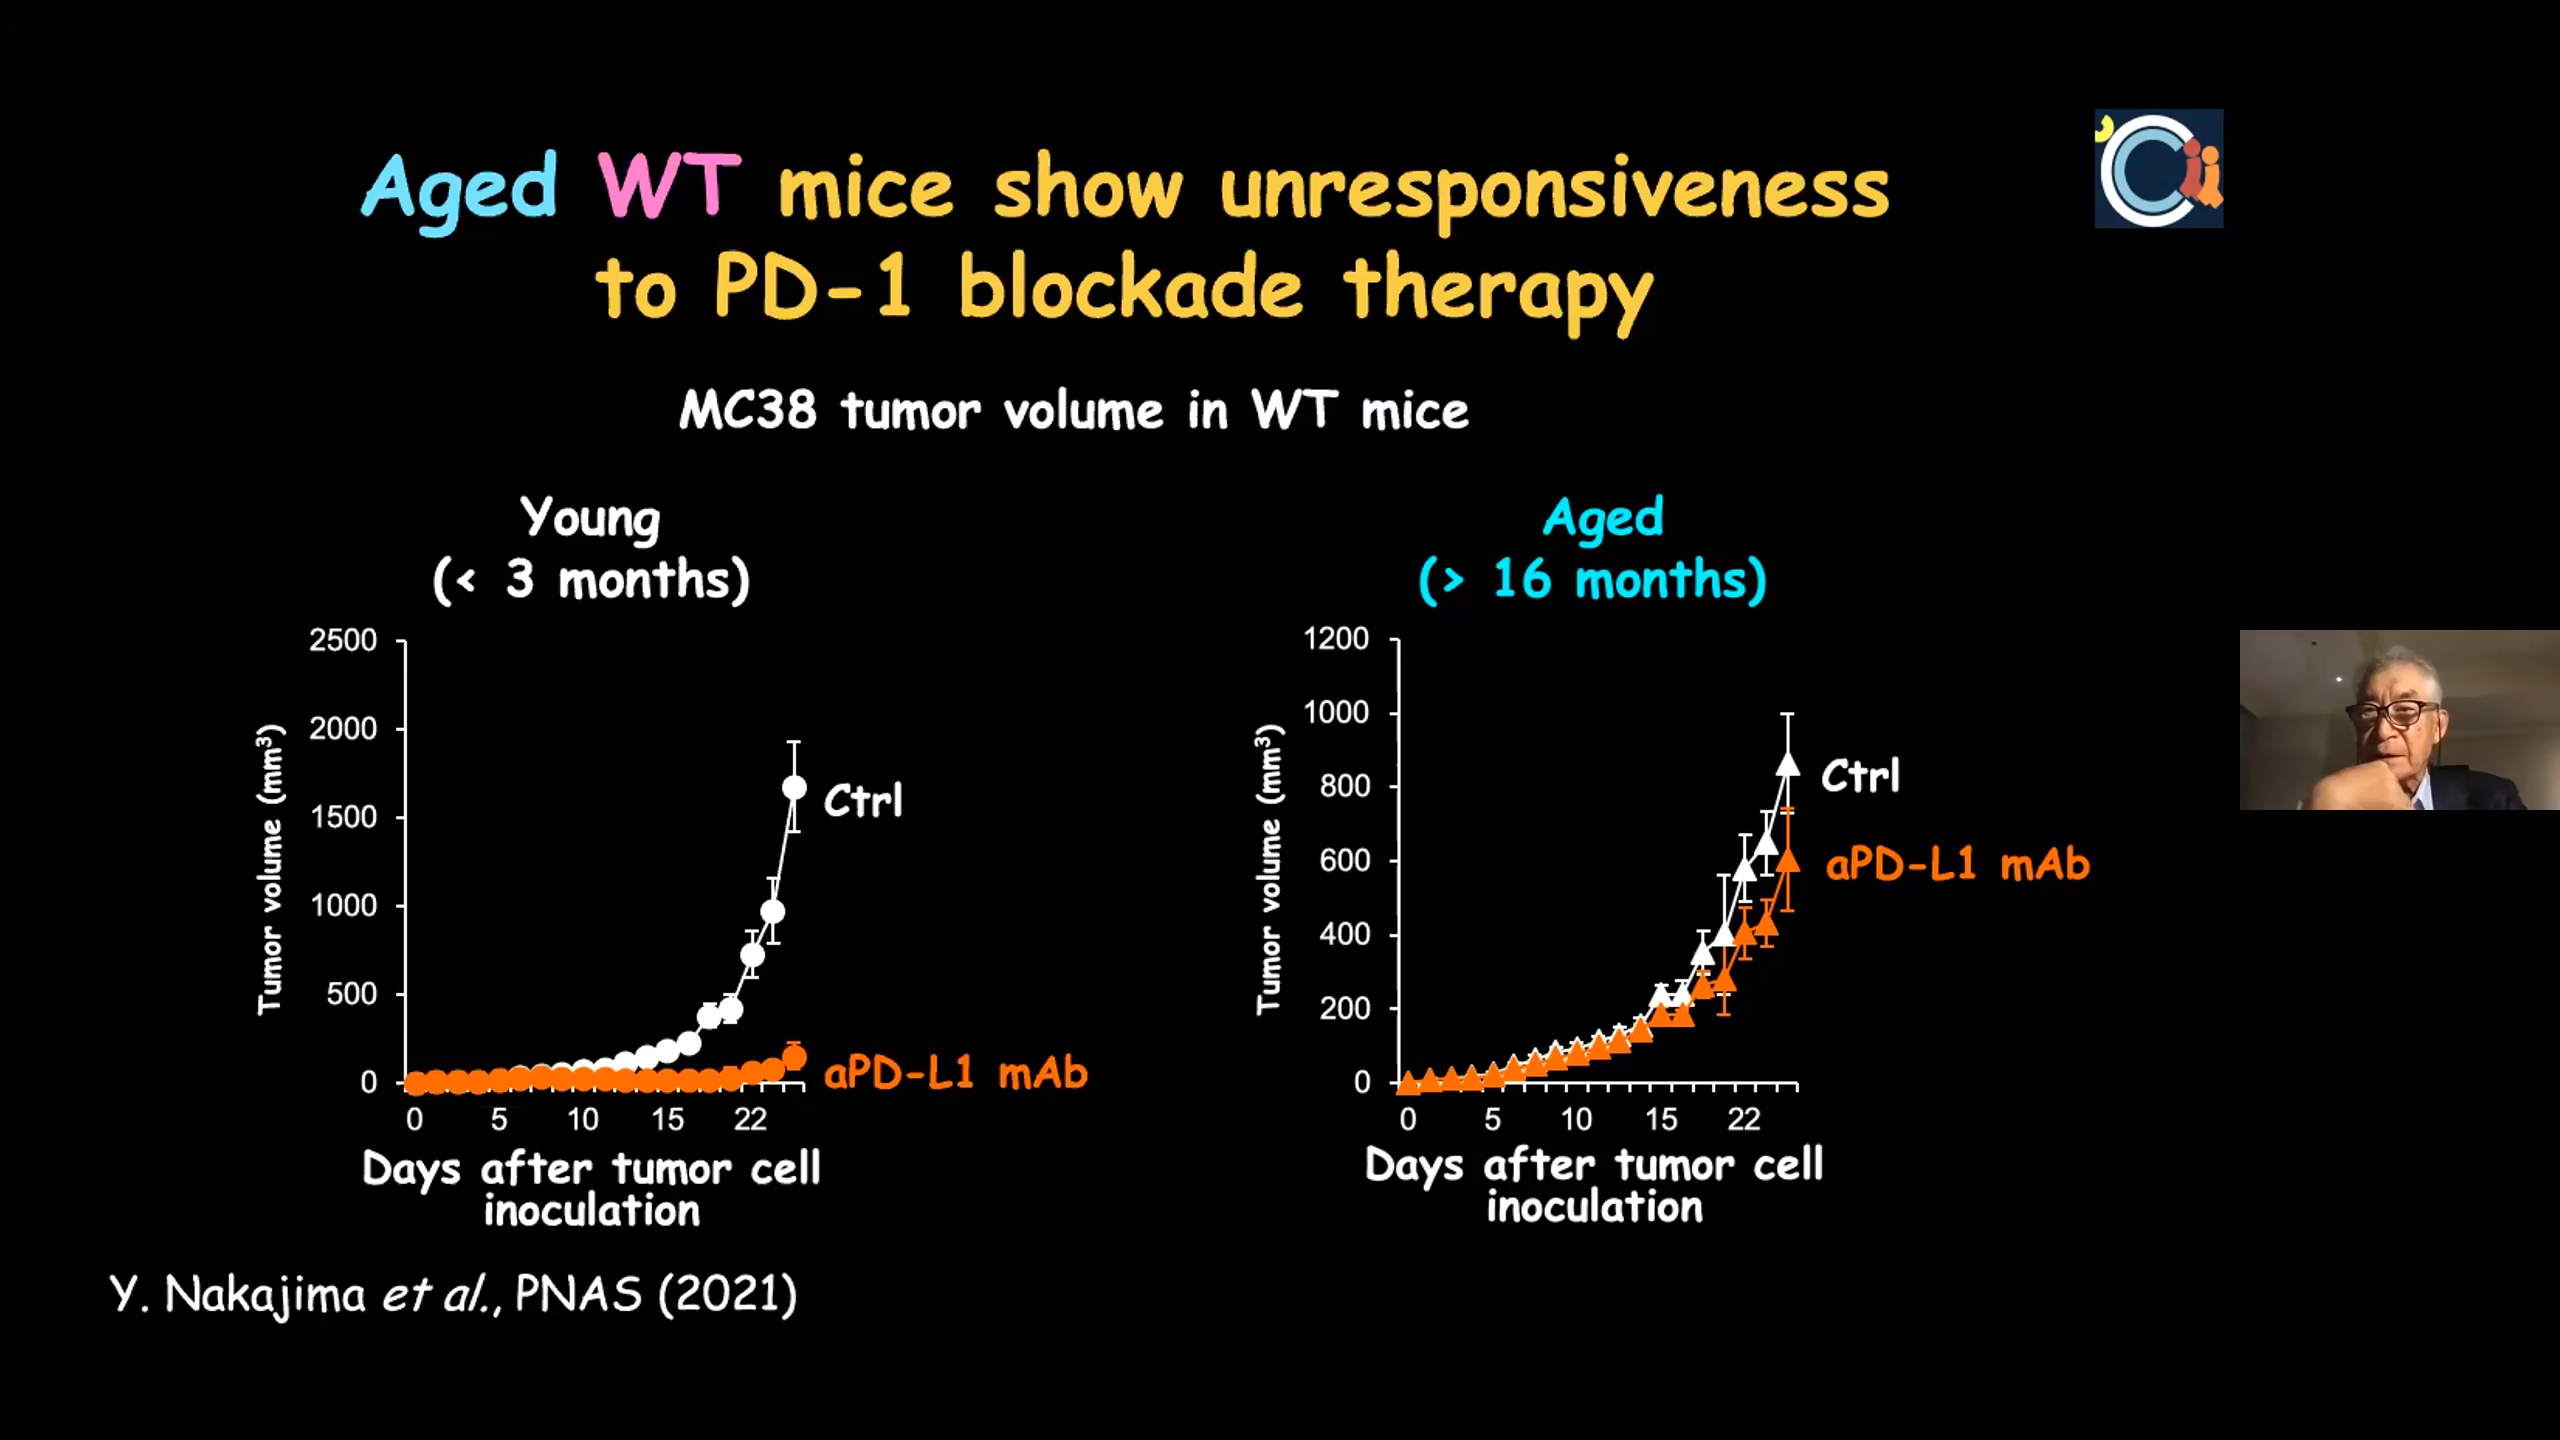 Aged WT mice show unresponsiveness
to PD-1 blockade therapy
MC38 tumor volume in WT mice
Young
(< 3 months)
2500
2000
1500
1000
500
0
Tumor volume (mm³)
Ctrl
aPD-L1 mAb
0 5 10 15 22
Days after tumor cell
inoculation
Aged
(> 16 months)
1200
1000
800
600
400
200
0
Tumor volume (mm³)
Ctrl
aPD-L1 mAb
0 5 10 15 22
Days after tumor cell
inoculation
Y. Nakajima et al., PNAS (2021)